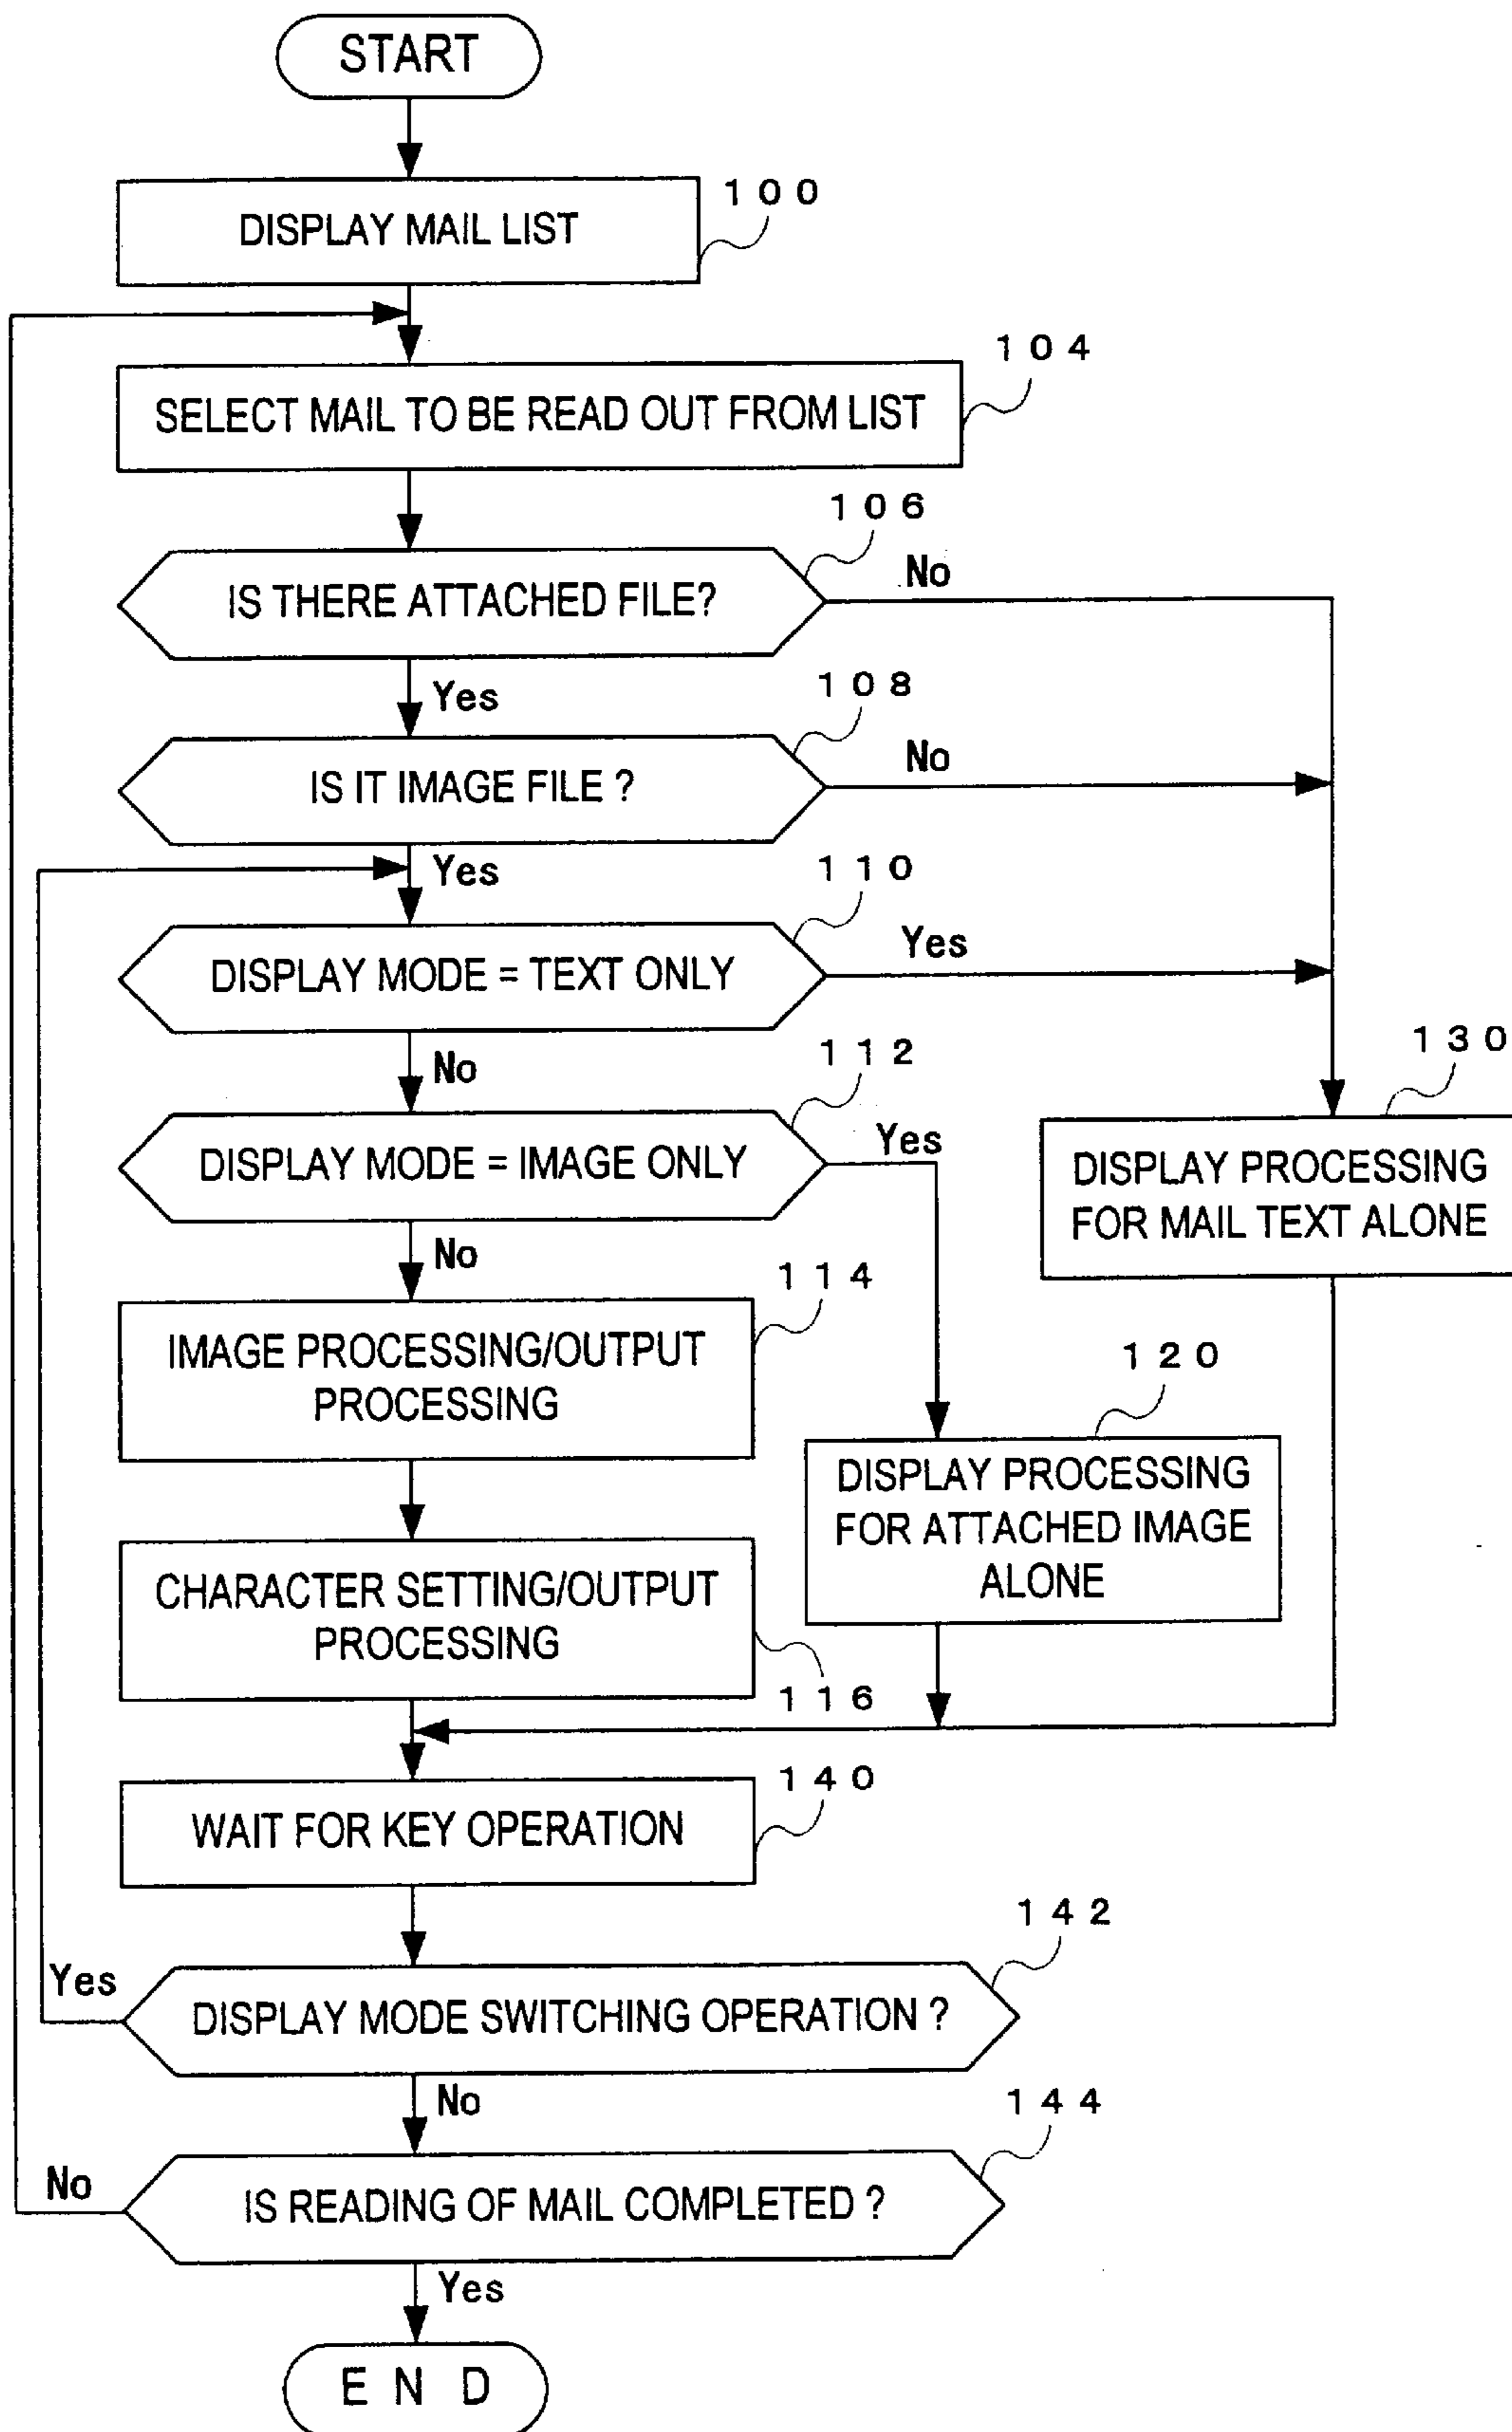 START
100
DISPLAY MAIL LIST
104
SELECT MAIL TO BE READ OUT FROM LIST
106
IS THERE ATTACHED FILE?
No
Yes
108
IS IT IMAGE FILE ?
No
Yes
110
DISPLAY MODE = TEXT ONLY
Yes
No
112
DISPLAY MODE = IMAGE ONLY
Yes
No
130
DISPLAY PROCESSING
FOR MAIL TEXT ALONE
114
IMAGE PROCESSING/OUTPUT
PROCESSING
120
DISPLAY PROCESSING
FOR ATTACHED IMAGE
ALONE
CHARACTER SETTING/OUTPUT
PROCESSING
116
140
WAIT FOR KEY OPERATION
142
Yes
DISPLAY MODE SWITCHING OPERATION ?
No
144
No
IS READING OF MAIL COMPLETED ?
Yes
END